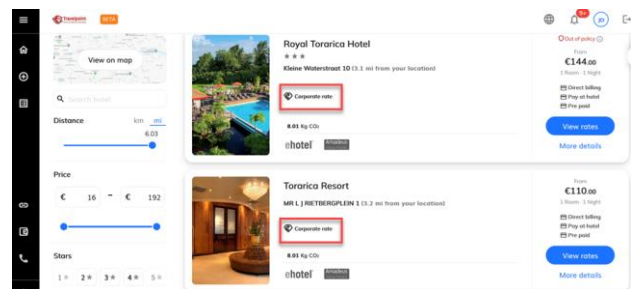 Travelpoint
BETA
9+
JD
View on map
Search hotel
Distance
km mi
6.03
Price
€ 16 - € 192
Stars
1★ 2★ 3★ 4★ 5★
Royal Torarica Hotel
Kleine Waterstraat 10 (3.1 mi from your location)
Corporate rate
8.01 Kg CO₂
ehotel Amadeus
Out of policy
From
€144.00
1 Room · 1 Night
Direct billing
Pay at hotel
Pre paid
View rates
More details
Torarica Resort
MR L J RIETBERGPLEIN 1 (3.2 mi from your location)
Corporate rate
8.01 Kg CO₂
ehotel Amadeus
From
€110.00
1 Room · 1 Night
Direct billing
Pay at hotel
Pre paid
View rates
More details